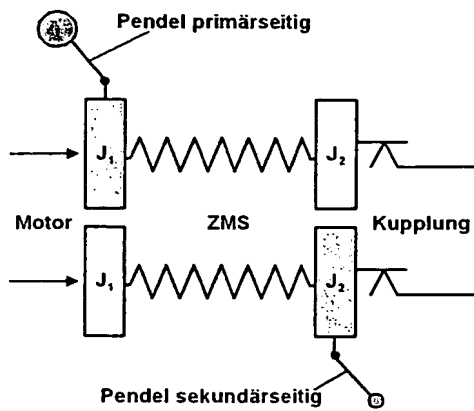 Pendel primärseitig
J₁ J₂
Motor ZMS Kupplung
J₁ J₂
Pendel sekundärseitig